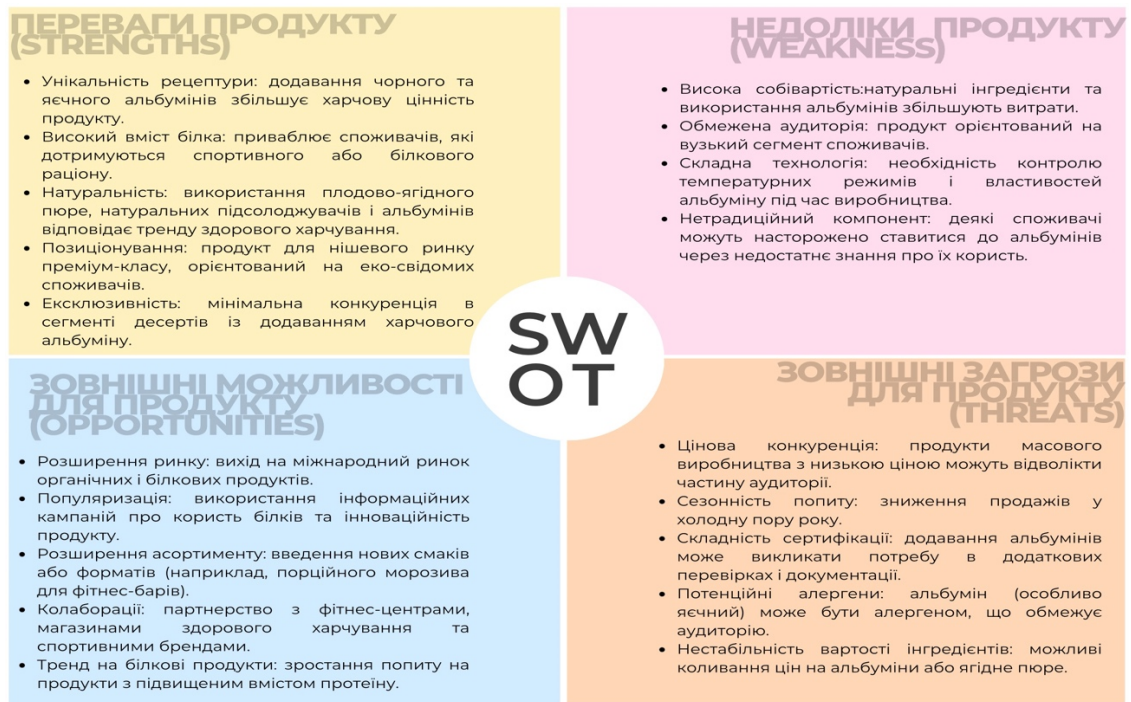 ПЕРЕВАГИ ПРОДУКТУ
(STRENGTHS)
• Унікальність рецептури: додавання чорного та
яєчного альбумінів збільшує харчову цінність
продукту.
• Високий вміст білка: приваблює споживачів, які
дотримуються спортивного або білкового
раціону.
• Натуральність: використання плодово-ягідного
пюре, натуральних підсолоджувачів і альбумінів
відповідає тренду здорового харчування.
• Позиціонування: продукт для нішевого ринку
преміум-класу, орієнтований на еко-свідомих
споживачів.
• Ексклюзивність: мінімальна конкуренція в
сегменті десертів із додаванням харчового
альбуміну.
НЕДОЛІКИ ПРОДУКТУ
(WEAKNESS)
• Висока собівартість:натуральні інгредієнти та
використання альбумінів збільшують витрати.
• Обмежена аудиторія: продукт орієнтований на
вузький сегмент споживачів.
• Складна технологія: необхідність контролю
температурних режимів і властивостей
альбуміну під час виробництва.
• Нетрадиційний компонент: деякі споживачі
можуть насторожено ставитися до альбумінів
через недостатнє знання про їх користь.
SW
OT
ЗОВНІШНІ МОЖЛИВОСТІ
ДЛЯ ПРОДУКТУ
(OPPORTUNITIES)
• Розширення ринку: вихід на міжнародний ринок
органічних і білкових продуктів.
• Популяризація: використання інформаційних
кампаній про користь білків та інноваційність
продукту.
• Розширення асортименту: введення нових смаків
або форматів (наприклад, порційного морозива
для фітнес-барів).
• Колаборації: партнерство з фітнес-центрами,
магазинами здорового харчування та
спортивними брендами.
• Тренд на білкові продукти: зростання попиту на
продукти з підвищеним вмістом протеїну.
ЗОВНІШНІ ЗАГРОЗИ
ДЛЯ ПРОДУКТУ
(THREATS)
• Цінова конкуренція: продукти масового
виробництва з низькою ціною можуть відволікти
частину аудиторії.
• Сезонність попиту: зниження продажів у
холодну пору року.
• Складність сертифікації: додавання альбумінів
може викликати потребу в додаткових
перевірках і документації.
• Потенційні алергени: альбумін (особливо
яєчний) може бути алергеном, що обмежує
аудиторію.
• Нестабільність вартості інгредієнтів: можливі
коливання цін на альбуміни або ягідне пюре.